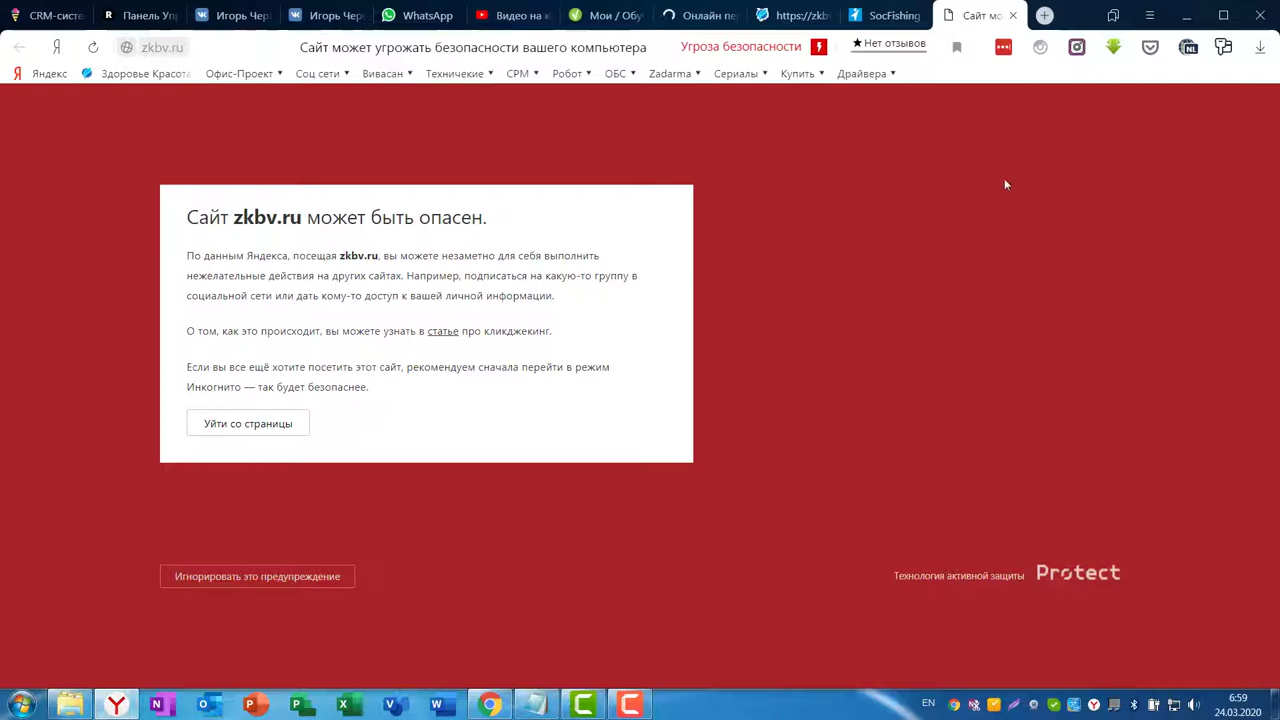 CRM-систе
Панель Упр
Игорь Чер
Игорь Черн
WhatsApp
Видео на к
Мои / Обуч
Онлайн пер
https://zkbv
SocFishing
Сайт мо
zkbv.ru
Сайт может угрожать безопасности вашего компьютера
Угроза безопасности
★ Нет отзывов
NL
Я Яндекс
Здоровье Красота
Офис-Проект
Соц сети
Вивасан
Техничекие
СРМ
Робот
ОБС
Zadarma
Сериалы
Купить
Драйвера
Сайт zkbv.ru может быть опасен.
По данным Яндекса, посещая zkbv.ru, вы можете незаметно для себя выполнить
нежелательные действия на других сайтах. Например, подписаться на какую-то группу в
социальной сети или дать кому-то доступ к вашей личной информации.
О том, как это происходит, вы можете узнать в статье про кликджекинг.
Если вы все ещё хотите посетить этот сайт, рекомендуем сначала перейти в режим
Инкогнито — так будет безопаснее.
Уйти со страницы
Игнорировать это предупреждение
Технология активной защиты Protect
EN
6:59
24.03.2020